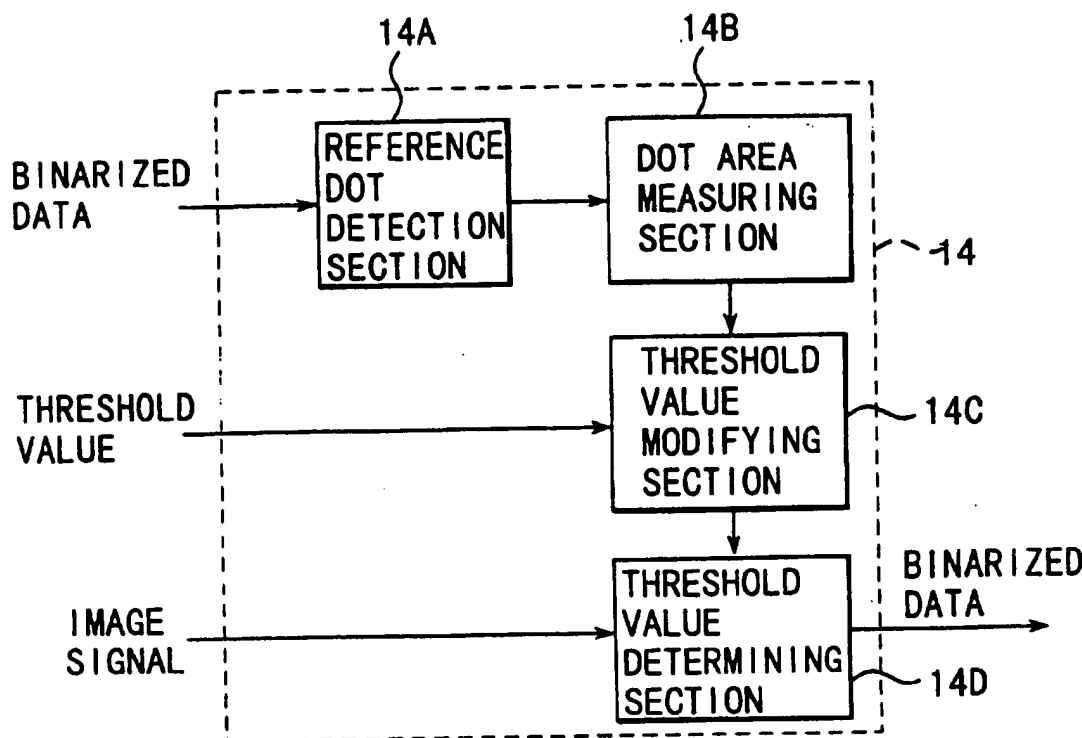 14A
14B
BINARIZED
DATA
REFERENCE
DOT
DETECTION
SECTION
DOT AREA
MEASURING
SECTION
14
THRESHOLD
VALUE
THRESHOLD
VALUE
MODIFYING
SECTION
14C
IMAGE
SIGNAL
THRESHOLD
VALUE
DETERMINING
SECTION
BINARIZED
DATA
14D